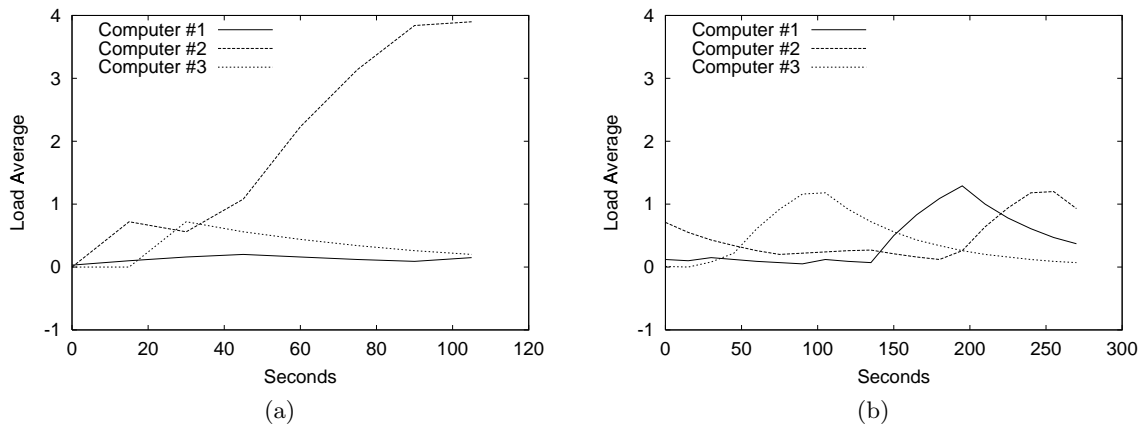 4
3
2
1
0
-1
0 20 40 60 80 100 120
Load Average
Seconds
Computer #1
Computer #2
Computer #3
(a)
4
3
2
1
0
-1
0 50 100 150 200 250 300
Load Average
Seconds
Computer #1
Computer #2
Computer #3
(b)